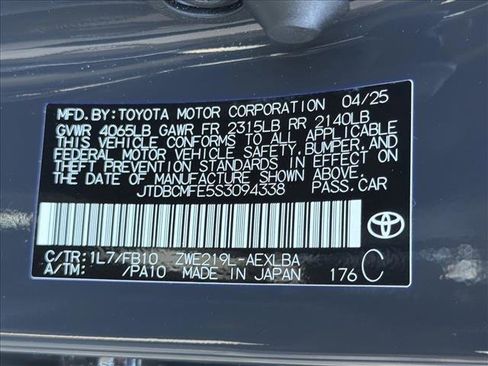 MFD. BY: TOYOTA MOTOR CORPORATION 04/25
GVWR 4065LB GAWR FR 2315LB RR 2140LB
THIS VEHICLE CONFORMS TO ALL APPLICABLE
FEDERAL MOTOR VEHICLE SAFETY, BUMPER, AND
THEFT PREVENTION STANDARDS IN EFFECT ON
THE DATE OF MANUFACTURE SHOWN ABOVE.
JTDBCMFE5S3094338 PASS. CAR
C/TR: 1L7/FB10 ZWE219L-AEXLBA
A/TM: /PA10 MADE IN JAPAN 176 C